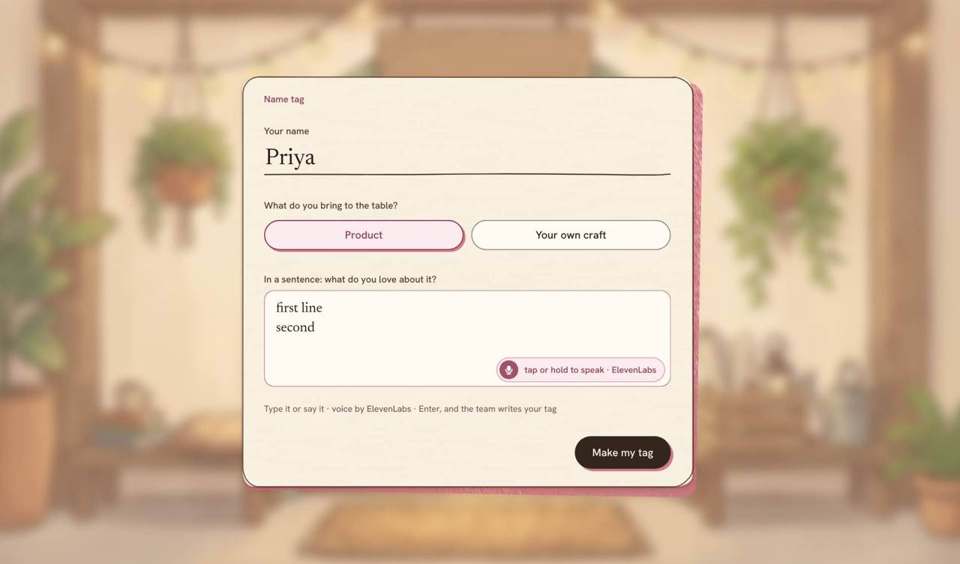 Name tag
Your name
Priya
What do you bring to the table?
Product
Your own craft
In a sentence: what do you love about it?
first line
second
tap or hold to speak · ElevenLabs
Type it or say it · voice by ElevenLabs · Enter, and the team writes your tag
Make my tag